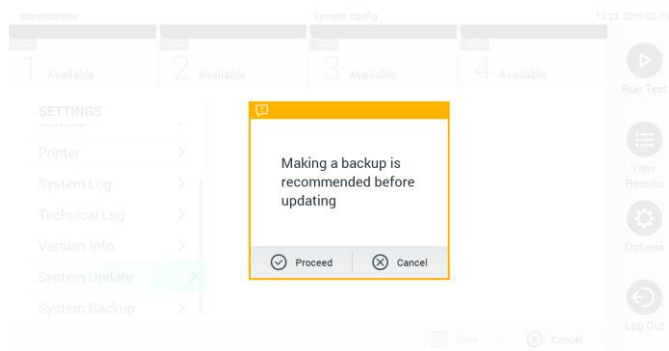 administrator System Config 13:29 2019-02-15
1 Available 2 Available 3 Available 4 Available
Run Test
SETTINGS
General
Printer
System Log
Technical Log
Version Info
System Update
System Backup
Making a backup is
recommended before
updating
Proceed Cancel
View
Results
Options
Log Out
Save Cancel